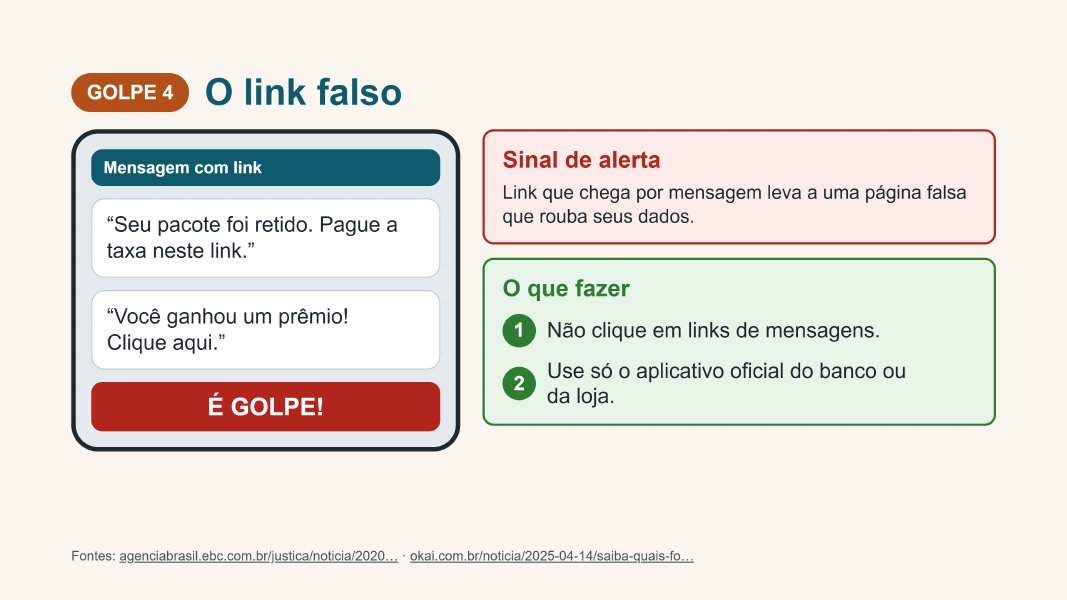 GOLPE 4 O link falso
Mensagem com link
“Seu pacote foi retido. Pague a
taxa neste link.”
“Você ganhou um prêmio!
Clique aqui.”
É GOLPE!
Sinal de alerta
Link que chega por mensagem leva a uma página falsa
que rouba seus dados.
O que fazer
1 Não clique em links de mensagens.
2 Use só o aplicativo oficial do banco ou
da loja.
Fontes: agenciabrasil.ebc.com.br/justica/noticia/2020… · okai.com.br/noticia/2025-04-14/saiba-quais-fo…